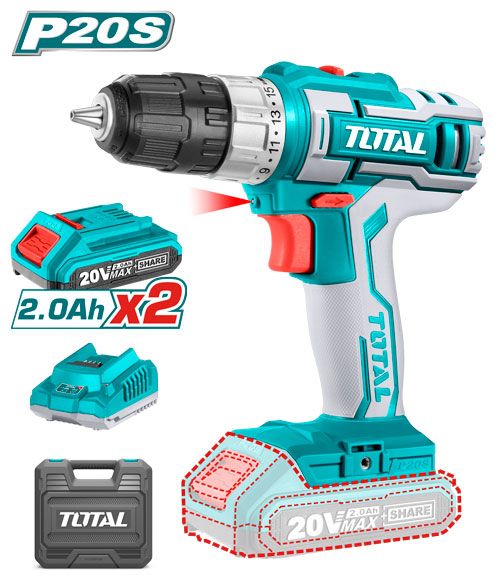 P20S
9 • 11 • 13 • 15
TOTAL
2.0Ah
20V MAX SHARE
2.0Ah x2
TOTAL
P20S
TOTAL
2.0Ah
20V MAX SHARE